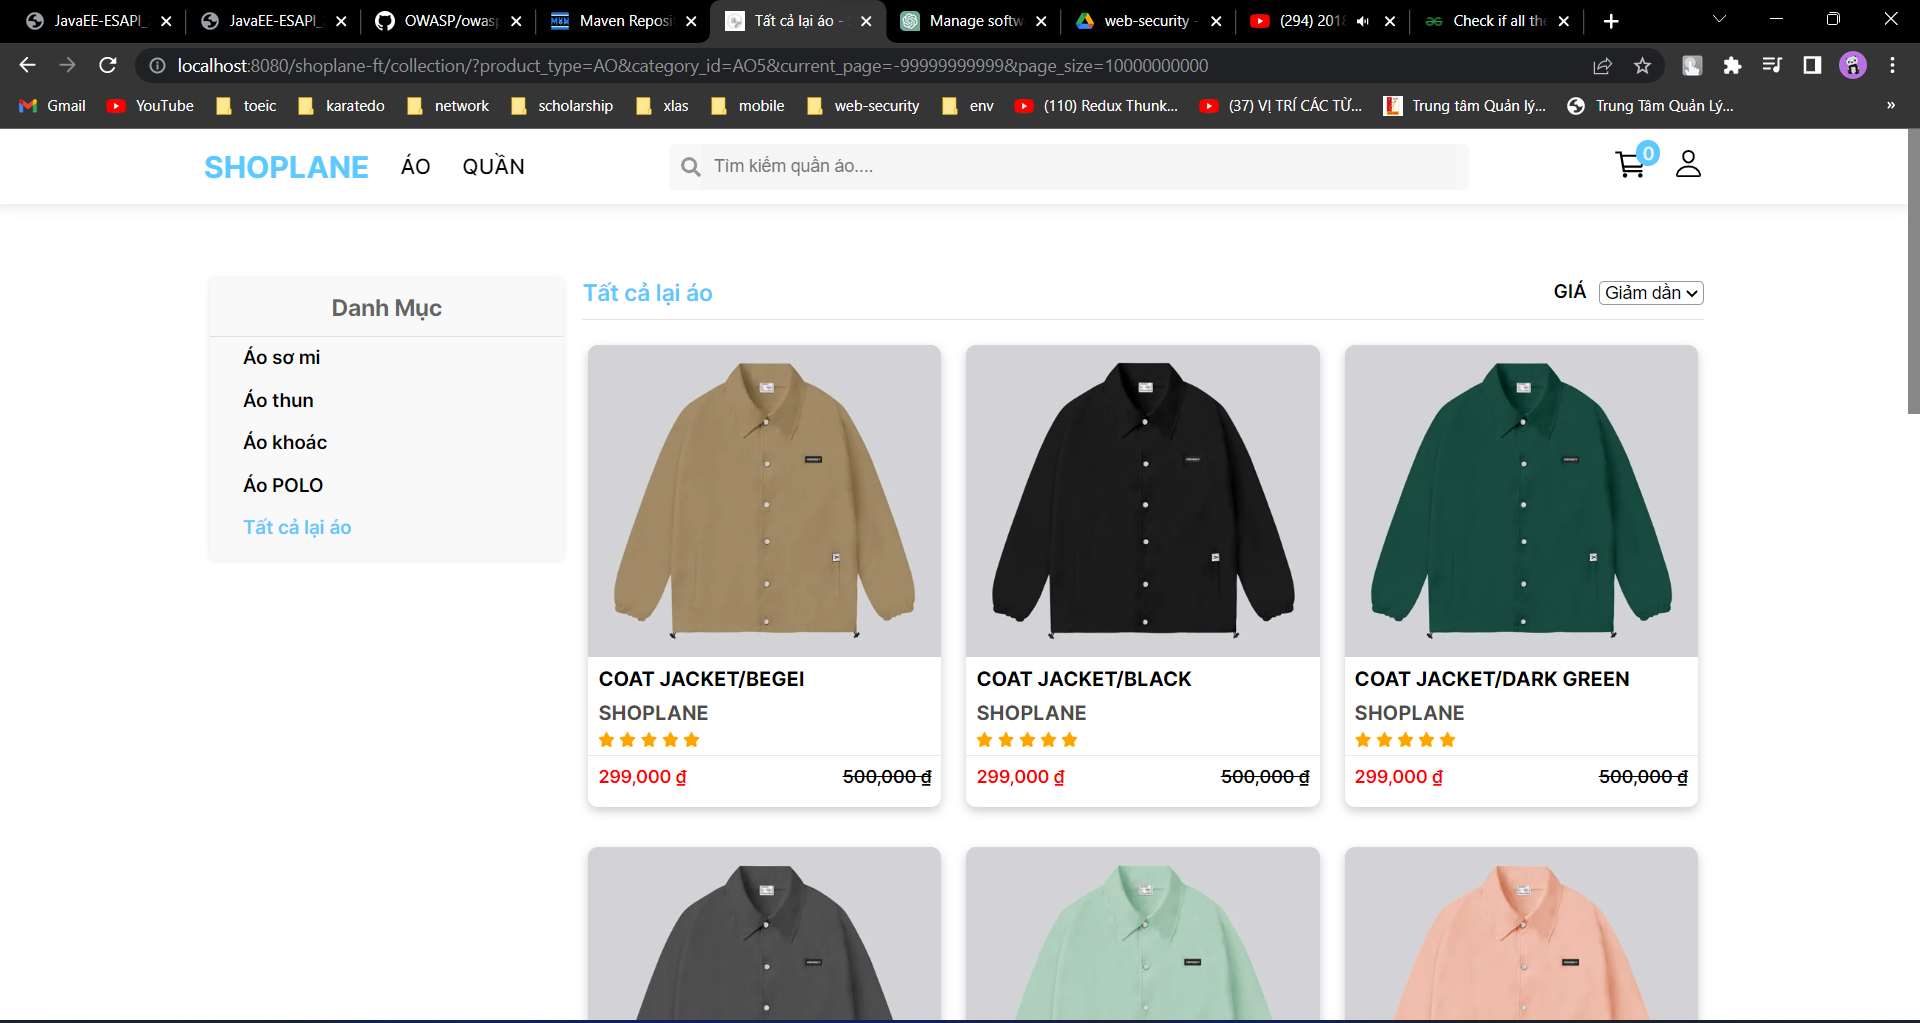 JavaEE-ESAPI_
JavaEE-ESAPI_
OWASP/owasp
Maven Reposi
Tất cả lại áo -
Manage softw
web-security -
(294) 2018
Check if all the
localhost:8080/shoplane-ft/collection/?product_type=AO&category_id=AO5&current_page=-99999999999&page_size=10000000000
Gmail
YouTube
toeic
karatedo
network
scholarship
xlas
mobile
web-security
env
(110) Redux Thunk...
(37) VỊ TRÍ CÁC TỪ...
Trung tâm Quản lý...
Trung Tâm Quản Lý...
»
SHOPLANE
ÁO
QUẦN
Tìm kiếm quần áo....
0
Danh Mục
Áo sơ mi
Áo thun
Áo khoác
Áo POLO
Tất cả lại áo
Tất cả lại áo
GIÁ
Giảm dần
COAT JACKET/BEGEI
SHOPLANE
299,000 ₫
500,000 ₫
COAT JACKET/BLACK
SHOPLANE
299,000 ₫
500,000 ₫
COAT JACKET/DARK GREEN
SHOPLANE
299,000 ₫
500,000 ₫